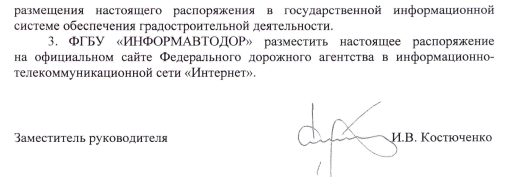 размещения настоящего распоряжения в государственной информационной
системе обеспечения градостроительной деятельности.
3. ФГБУ «ИНФОРМАВТОДОР» разместить настоящее распоряжение
на официальном сайте Федерального дорожного агентства в информационно-
телекоммуникационной сети «Интернет».
Заместитель руководителя И.В. Костюченко